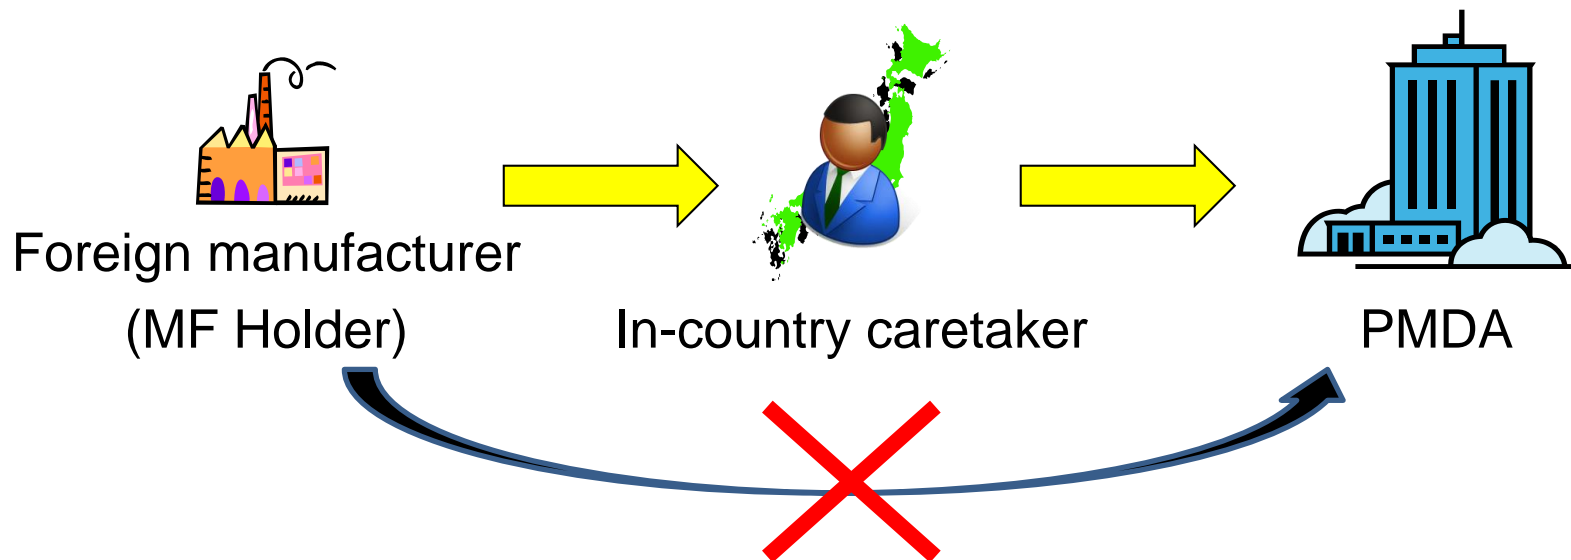 Foreign manufacturer
(MF Holder)
In-country caretaker
PMDA